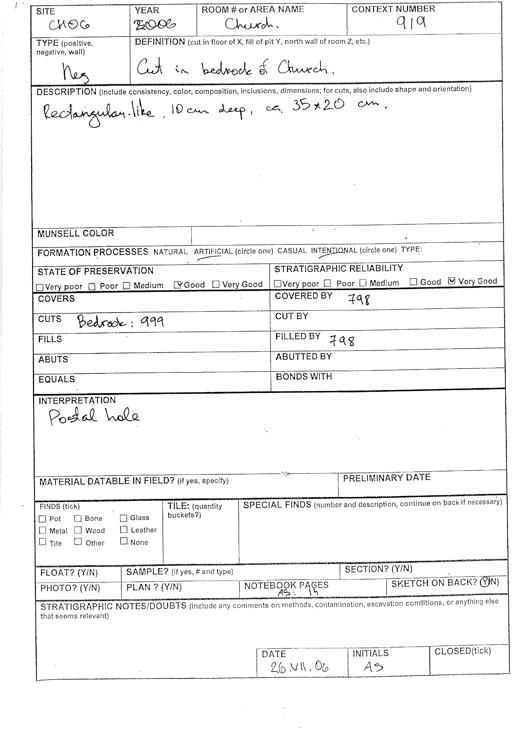 SITE YEAR ROOM # or AREA NAME CONTEXT NUMBER
CHOG 2006 Church. 919
TYPE (positive, negative, wall) DEFINITION (cut in floor of X, fill of pit Y, north wall of room Z, etc.)
Neg Cut in bedrock of Church.
DESCRIPTION (include consistency, color, composition, inclusions, dimensions; for cuts, also include shape and orientation)
Rectangular-like, 10 cm deep, ca 35x20 cm.
MUNSELL COLOR
FORMATION PROCESSES NATURAL ARTIFICIAL (circle one) CASUAL INTENTIONAL (circle one) TYPE:
STATE OF PRESERVATION STRATIGRAPHIC RELIABILITY
Very poor Poor Medium Good Very Good Very poor Poor Medium Good Very Good
COVERS COVERED BY 798
CUTS Bedrock: 999 CUT BY
FILLS FILLED BY 798
ABUTS ABUTTED BY
EQUALS BONDS WITH
INTERPRETATION
Postal hole
MATERIAL DATABLE IN FIELD? (if yes, specify) PRELIMINARY DATE
FINDS (tick) TILE: (quantity buckets?) SPECIAL FINDS (number and description, continue on back if necessary)
Pot Bone Glass
Metal Wood Leather
Tile Other None
FLOAT? (Y/N) SAMPLE? (if yes, # and type) SECTION? (Y/N)
PHOTO? (Y/N) PLAN ? (Y/N) NOTEBOOK PAGES SKETCH ON BACK? (Y/N)
AS: 14
STRATIGRAPHIC NOTES/DOUBTS (include any comments on methods, contamination, excavation conditions, or anything else
that seems relevant)
DATE INITIALS CLOSED(tick)
26.VII.06 AS